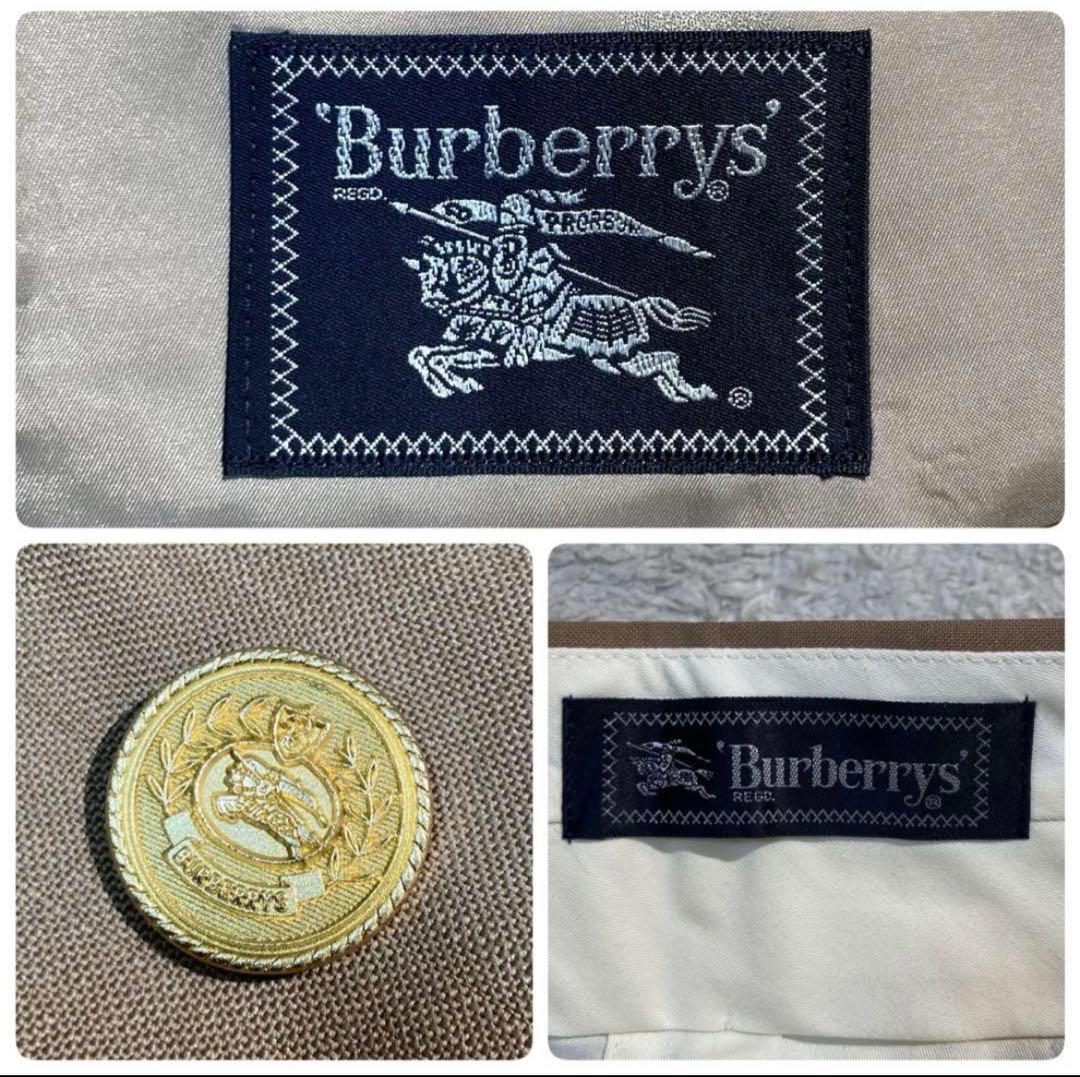 'Burberrys'
REGD. ®
PRORSUM
®
BURBERRYS
'Burberrys'
REGD. ®